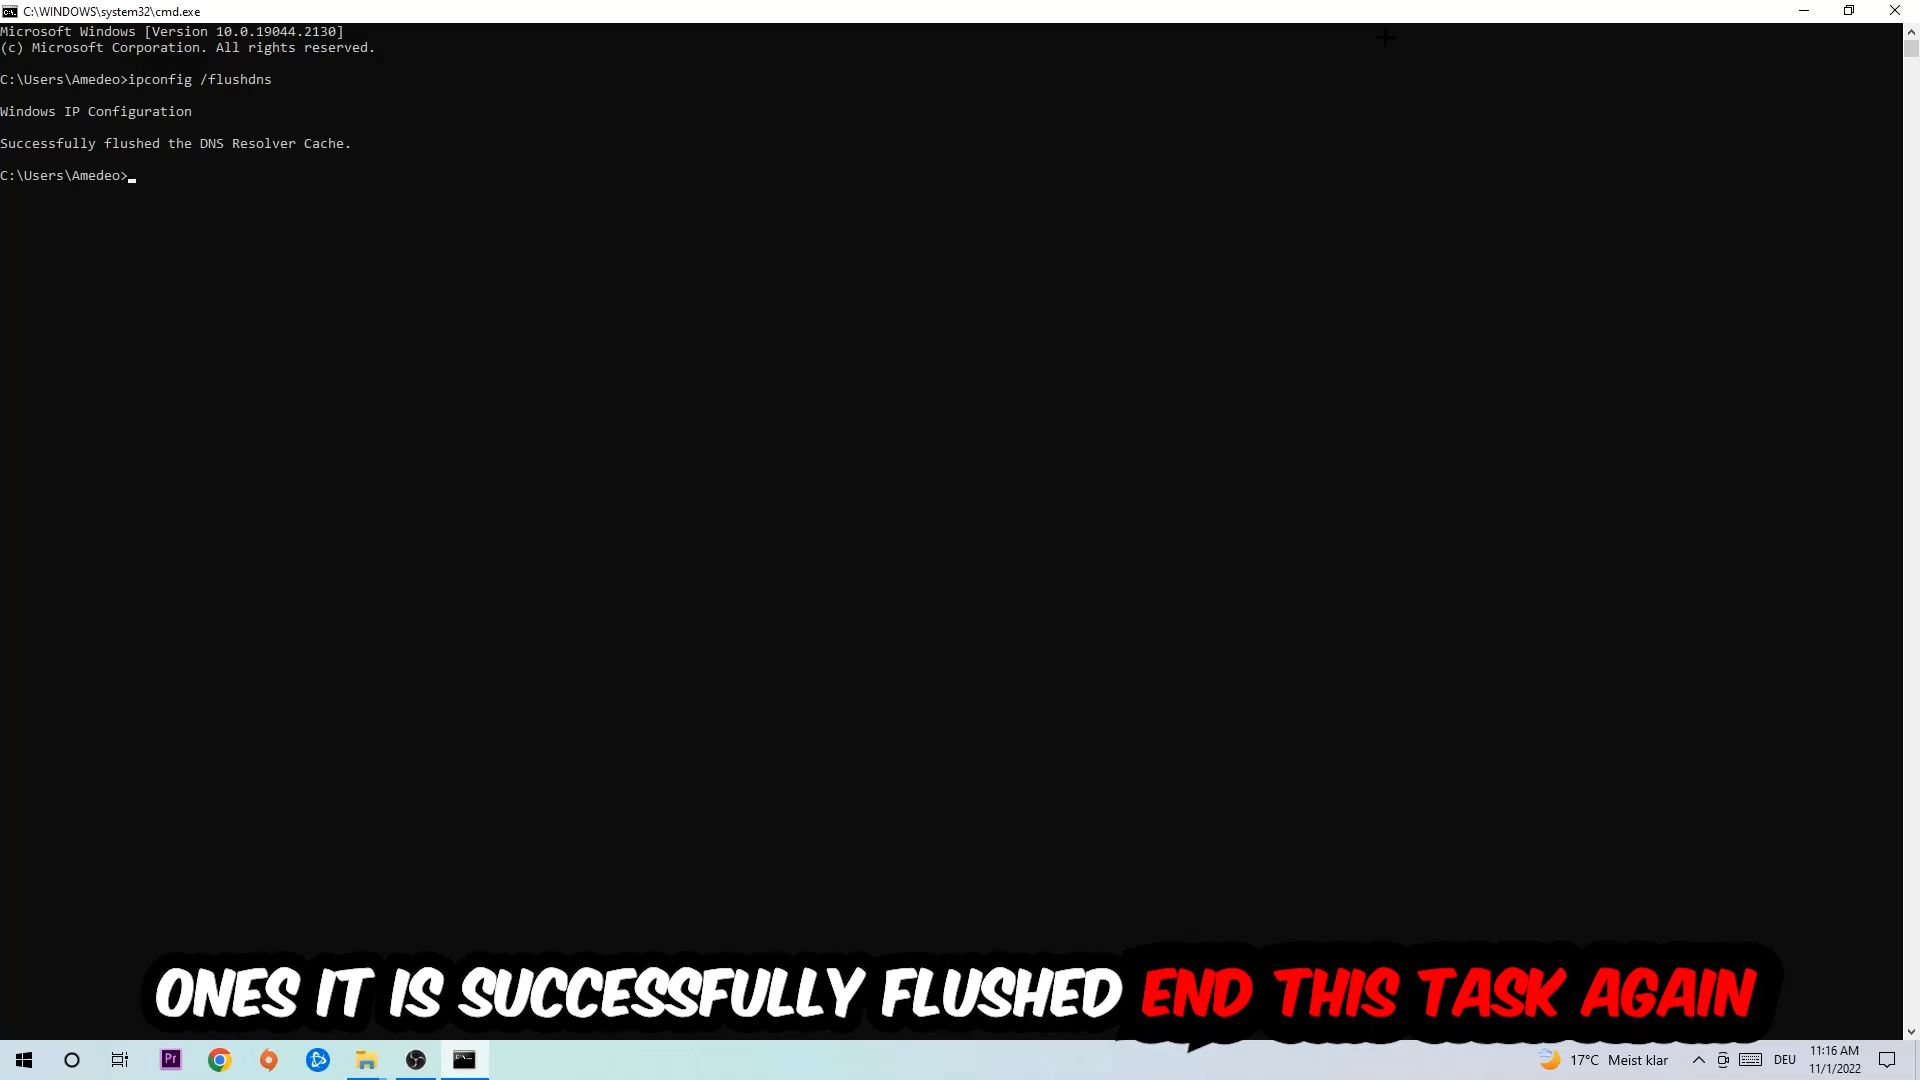 C:\WINDOWS\system32\cmd.exe
Microsoft Windows [Version 10.0.19044.2130]
(c) Microsoft Corporation. All rights reserved.
C:\Users\Amedeo>ipconfig /flushdns
Windows IP Configuration
Successfully flushed the DNS Resolver Cache.
C:\Users\Amedeo>
ONES IT IS SUCCESSFULLY FLUSHED END THIS TASK AGAIN
Pr
17°C Meist klar
DEU
11:16 AM
11/1/2022